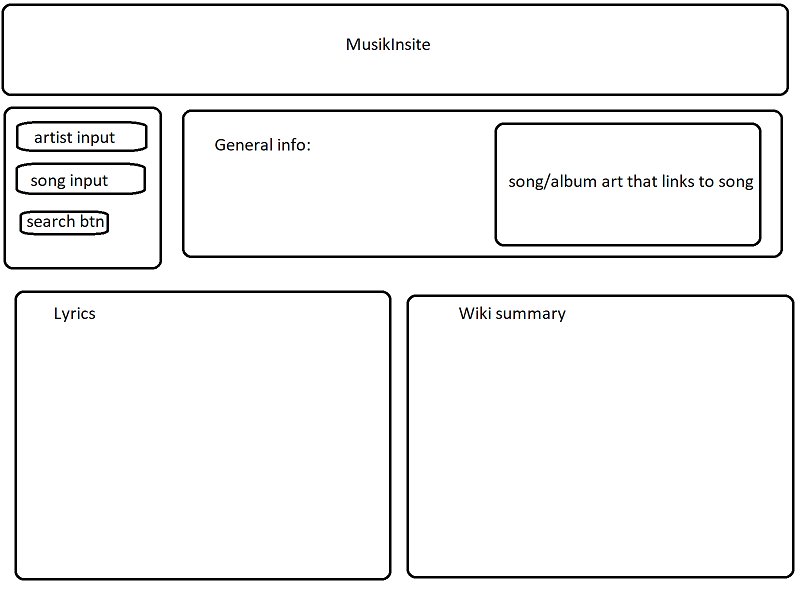 MusikInsite
artist input
song input
search btn
General info:
song/album art that links to song
Lyrics
Wiki summary